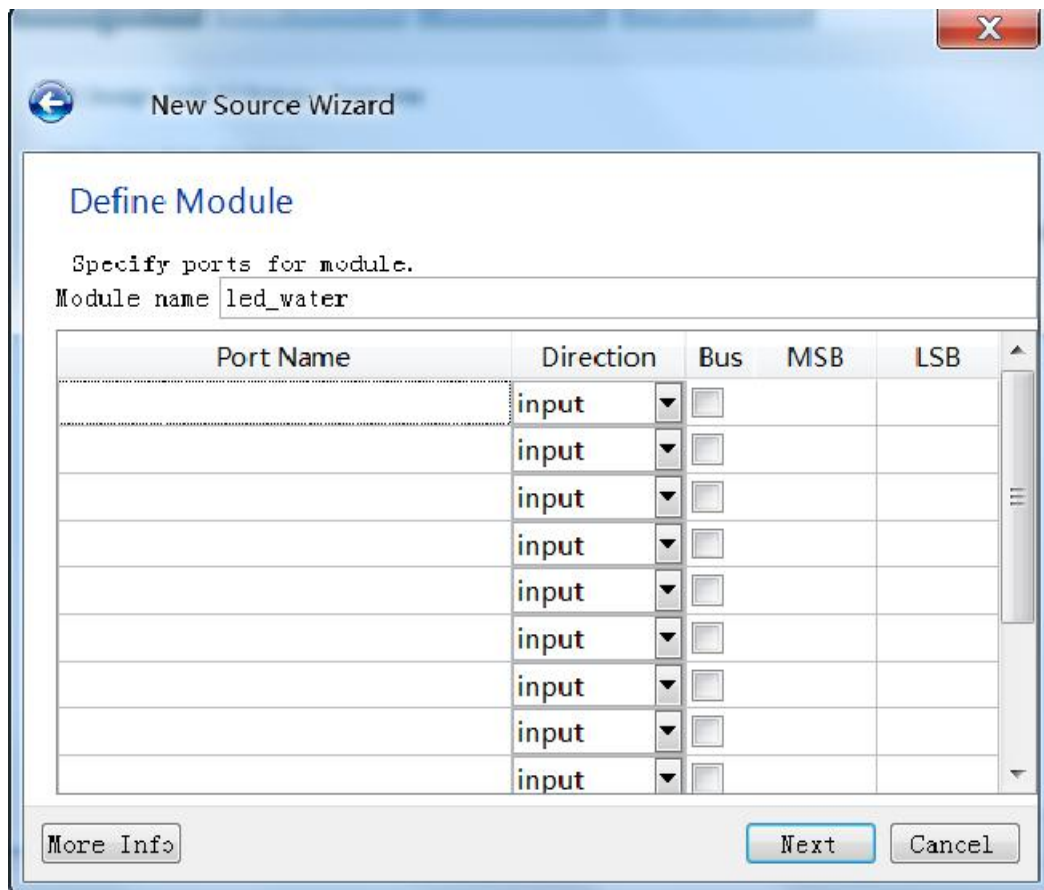 X
New Source Wizard
Define Module
Specify ports for module.
Module name led_water
Port Name Direction Bus MSB LSB
input
input
input
input
input
input
input
input
input
More Info Next Cancel